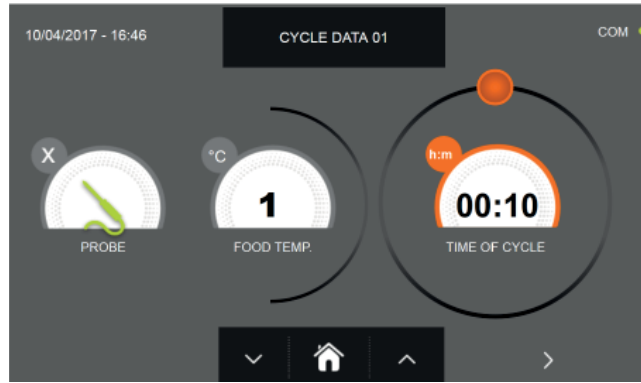 10/04/2017 - 16:46
CYCLE DATA 01
COM
X
°C
h:m
1
00:10
PROBE
FOOD TEMP.
TIME OF CYCLE